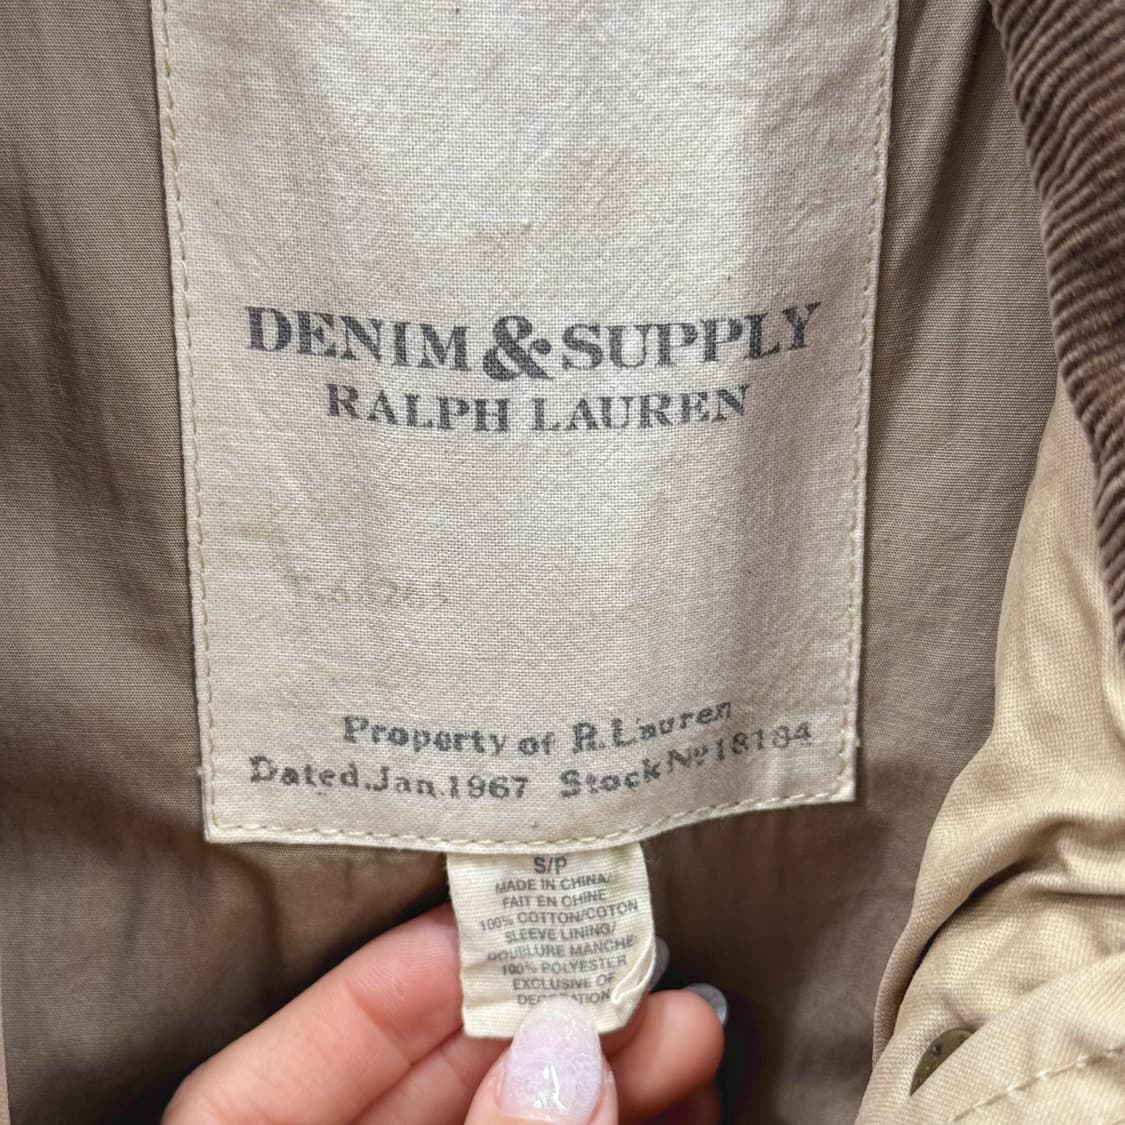 DENIM & SUPPLY
RALPH LAUREN
Property of R. Lauren
Dated.Jan.1967 Stock No 18184
S/P
MADE IN CHINA/
FAIT EN CHINE
100% COTTON/COTON
SLEEVE LINING/
DOUBLURE MANCHE
100% POLYESTER
EXCLUSIVE OF
DECORATION